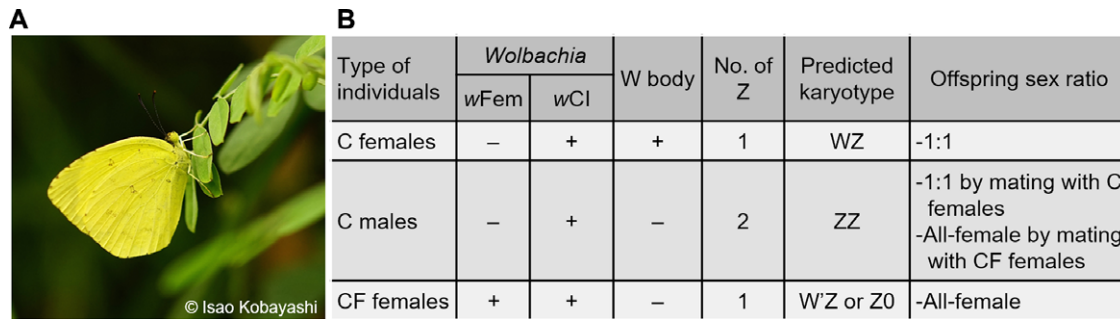 A
B
© Isao Kobayashi
Type of individuals
Wolbachia
wFem
wCI
W body
No. of Z
Predicted karyotype
Offspring sex ratio
C females
–
+
+
1
WZ
-1:1
C males
–
+
–
2
ZZ
-1:1 by mating with C
females
-All-female by mating
with CF females
CF females
+
+
–
1
W'Z or Z0
-All-female